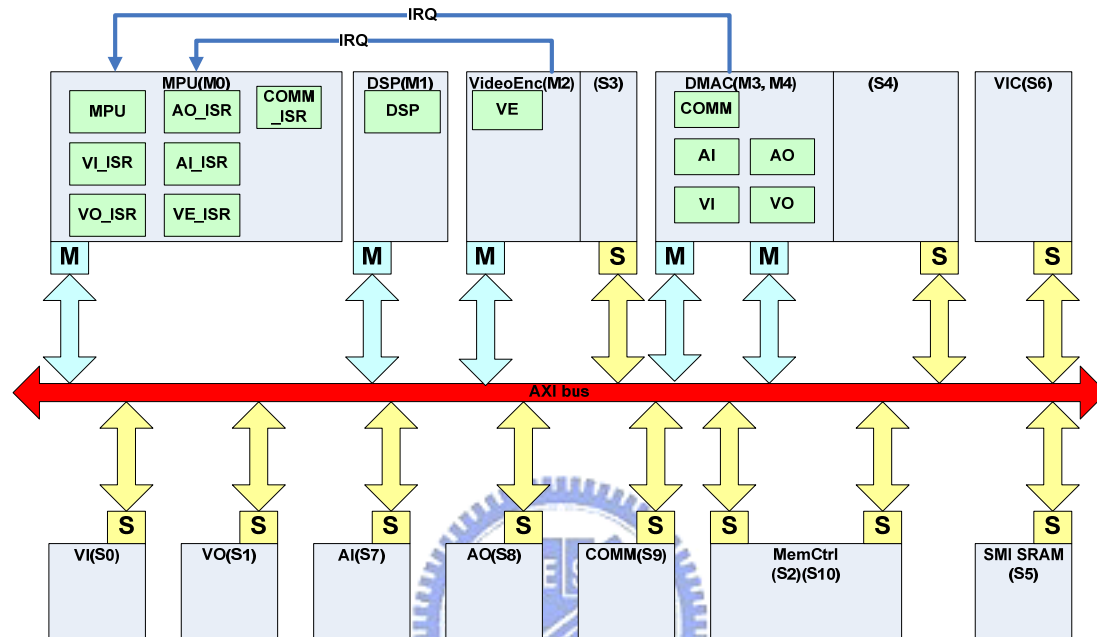 IRQ
IRQ
MPU(M0)
DSP(M1)
VideoEnc(M2)
(S3)
DMAC(M3, M4)
(S4)
VIC(S6)
MPU
AO_ISR
COMM
_ISR
VI_ISR
AI_ISR
VO_ISR
VE_ISR
DSP
VE
COMM
AI
AO
VI
VO
M
M
M
S
M
M
S
S
AXI bus
S
S
S
S
S
S
S
S
VI(S0)
VO(S1)
AI(S7)
AO(S8)
COMM(S9)
MemCtrl
(S2)(S10)
SMI SRAM
(S5)